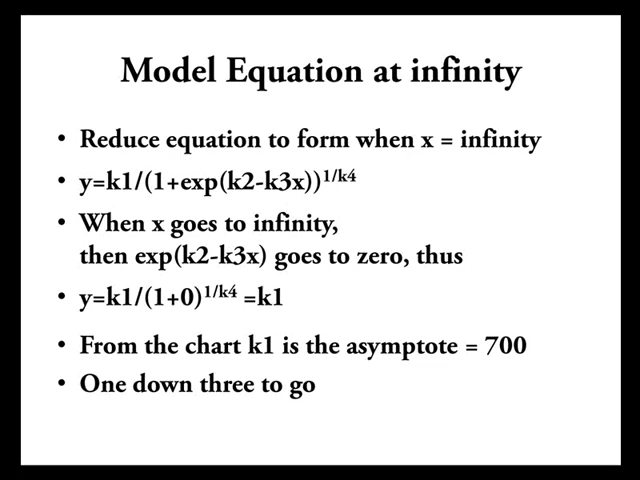 Model Equation at infinity
• Reduce equation to form when x = infinity
• y=k1/(1+exp(k2-k3x))^1/k4
• When x goes to infinity,
then exp(k2-k3x) goes to zero, thus
• y=k1/(1+0)^1/k4 =k1
• From the chart k1 is the asymptote = 700
• One down three to go